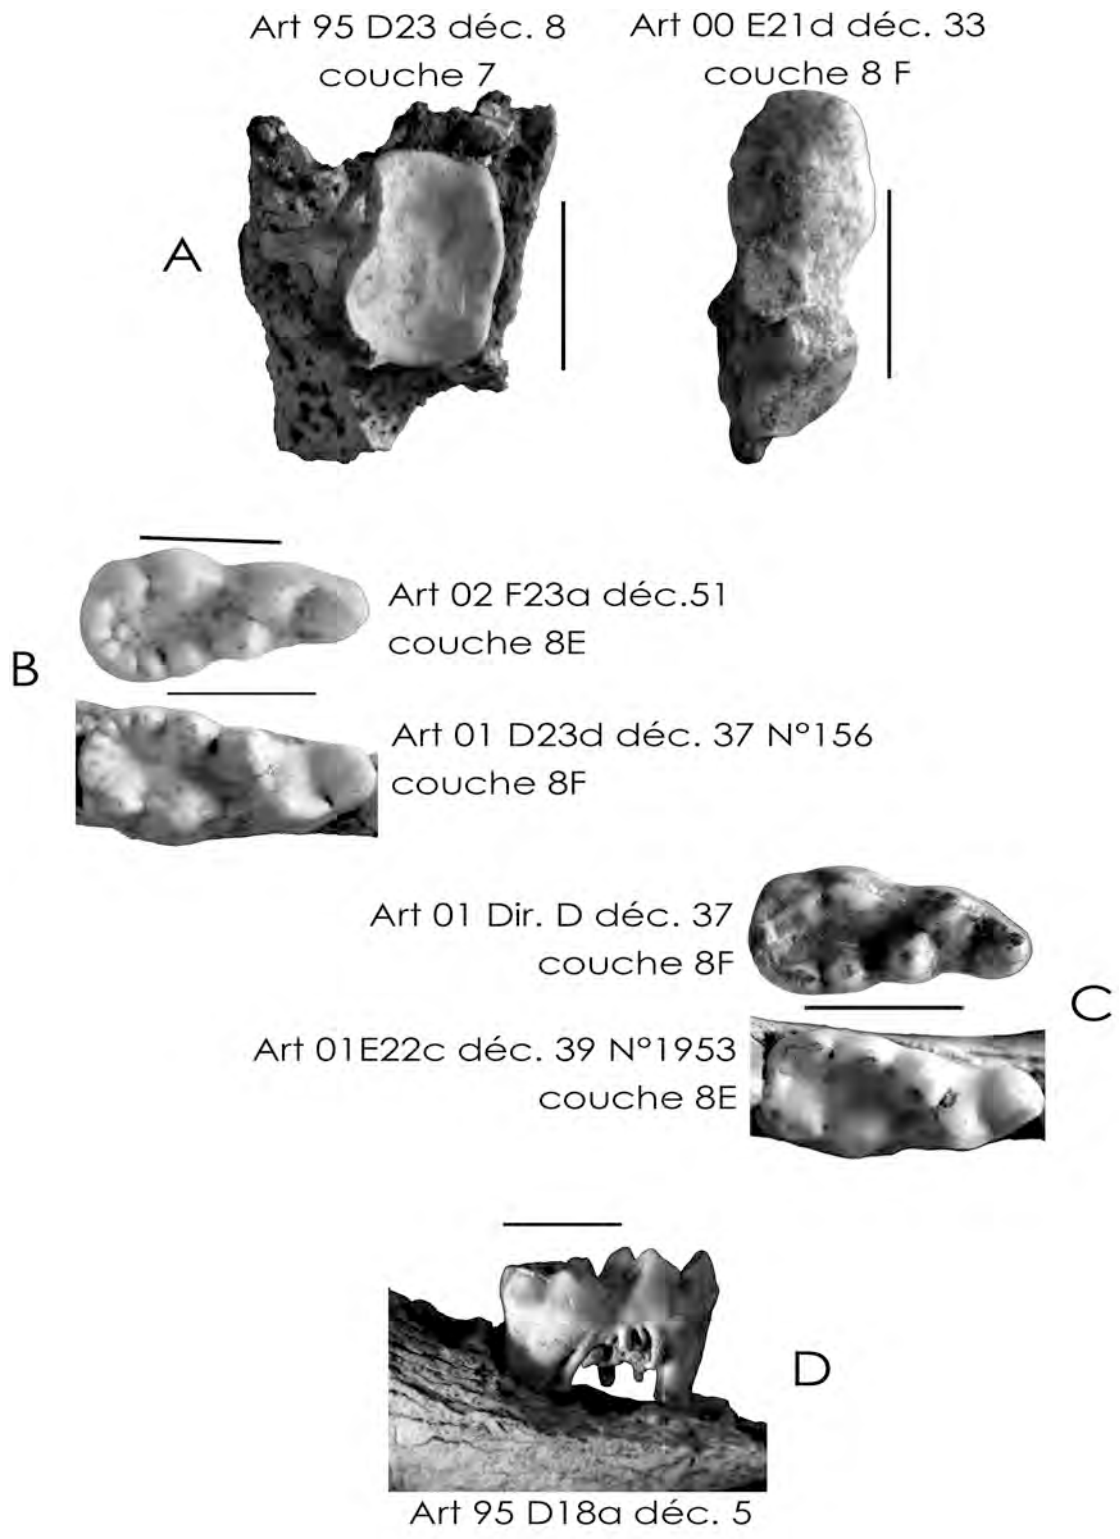 Art 95 D23 déc. 8
couche 7
Art 00 E21d déc. 33
couche 8 F
A
Art 02 F23a déc.51
couche 8E
B
Art 01 D23d déc. 37 N°156
couche 8F
Art 01 Dir. D déc. 37
couche 8F
C
Art 01E22c déc. 39 N°1953
couche 8E
D
Art 95 D18a déc. 5